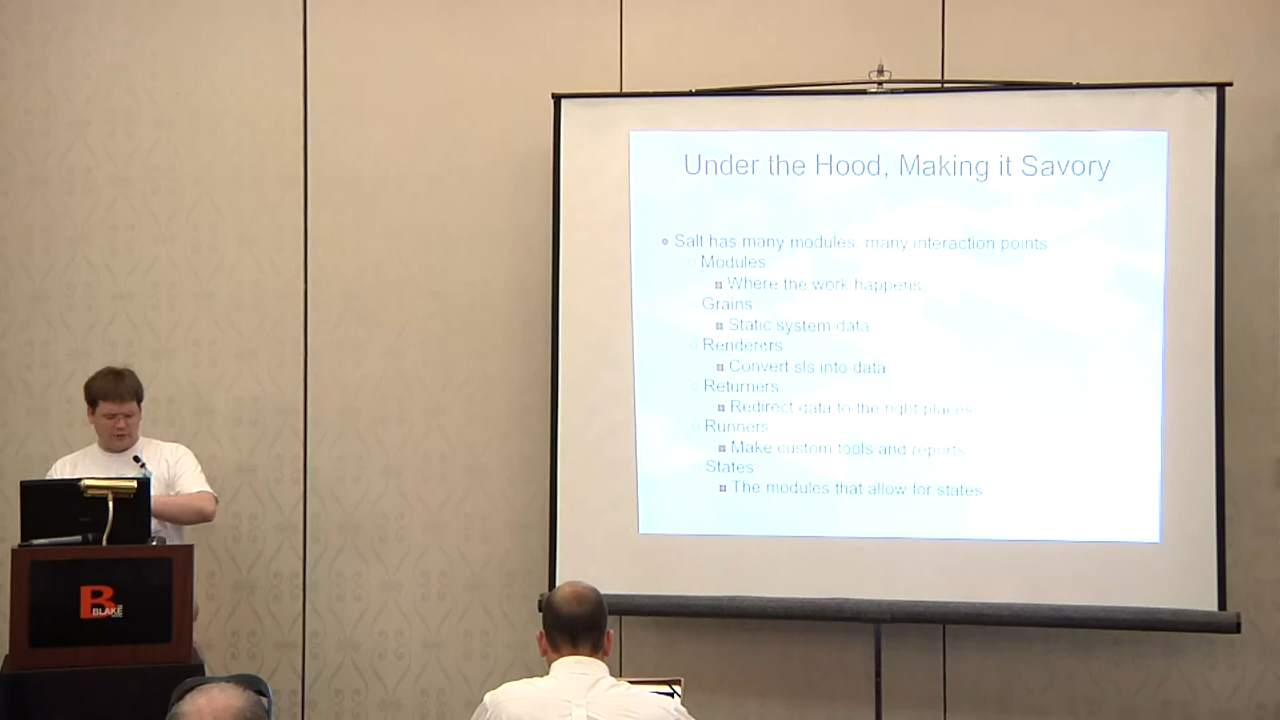 Under the Hood, Making it Savory
Salt has many modules, many interaction points
Modules
Where the work happens
Grains
Static system data
Renderers
Convert sls into data
Returners
Redirect data to the right places
Runners
Make custom tools and reports
States
The modules that allow for states
B
BLAKE